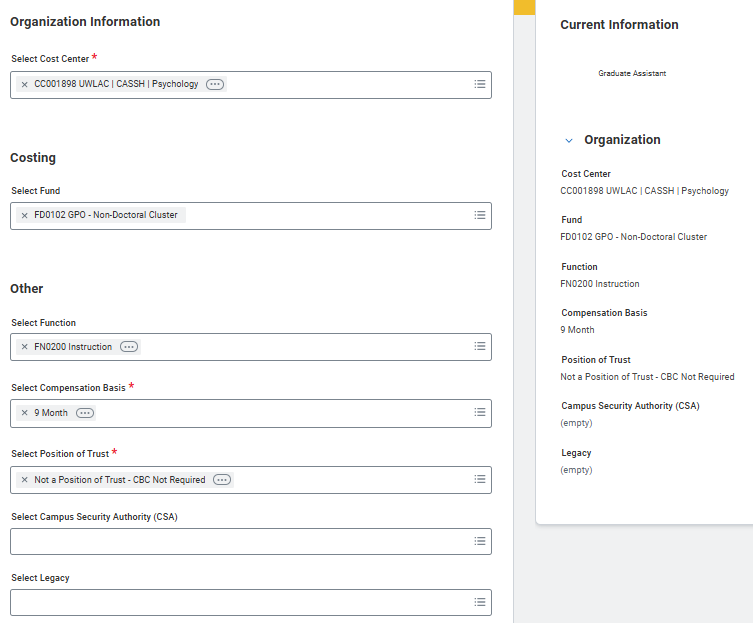 Organization Information
Select Cost Center *
× CC001898 UWLAC | CASSH | Psychology
Costing
Select Fund
× FD0102 GPO - Non-Doctoral Cluster
Other
Select Function
× FN0200 Instruction
Select Compensation Basis *
× 9 Month
Select Position of Trust *
× Not a Position of Trust - CBC Not Required
Select Campus Security Authority (CSA)
Select Legacy
Current Information
Graduate Assistant
Organization
Cost Center
CC001898 UWLAC | CASSH | Psychology
Fund
FD0102 GPO - Non-Doctoral Cluster
Function
FN0200 Instruction
Compensation Basis
9 Month
Position of Trust
Not a Position of Trust - CBC Not Required
Campus Security Authority (CSA)
(empty)
Legacy
(empty)